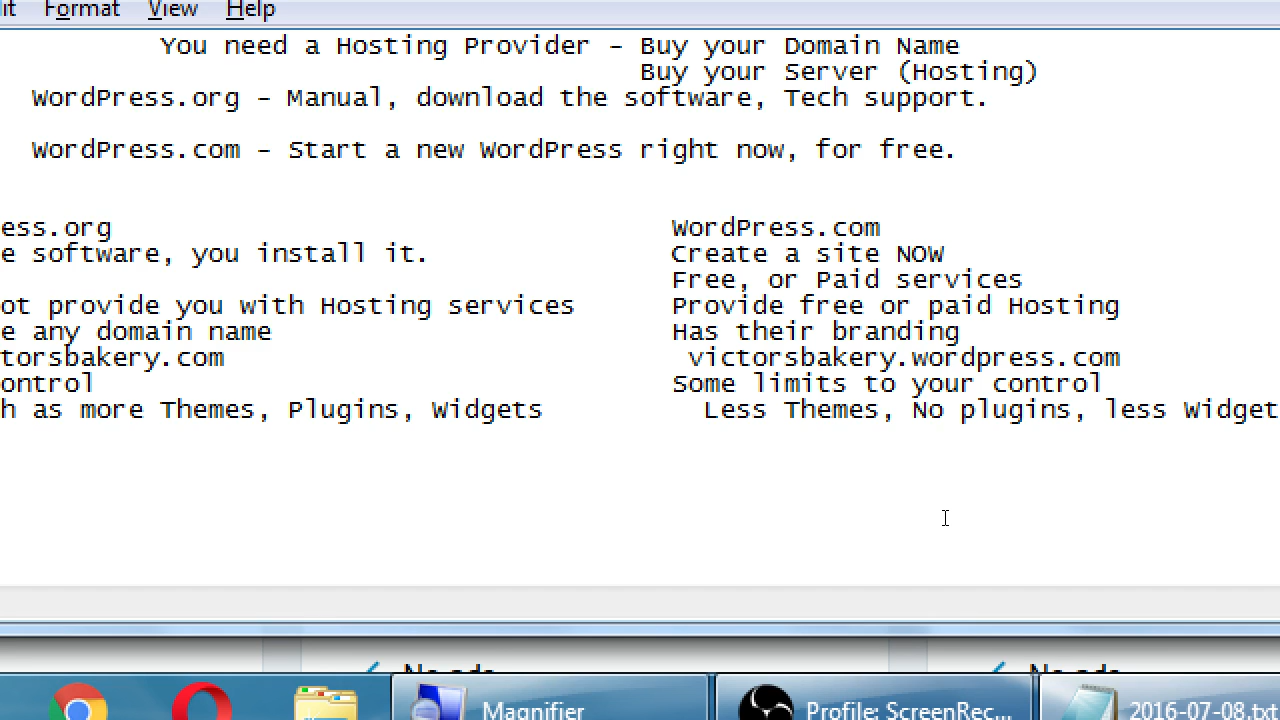 Format View Help
You need a Hosting Provider - Buy your Domain Name
Buy your Server (Hosting)
WordPress.org - Manual, download the software, Tech support.
WordPress.com - Start a new WordPress right now, for free.
ess.org
e software, you install it.
ot provide you with Hosting services
e any domain name
torsbakery.com
ontrol
h as more Themes, Plugins, Widgets
WordPress.com
Create a site NOW
Free, or Paid services
Provide free or paid Hosting
Has their branding
victorsbakery.wordpress.com
Some limits to your control
Less Themes, No plugins, less Widget
No ads
No ads
Magnifier
Profile: ScreenRec...
2016-07-08.txt